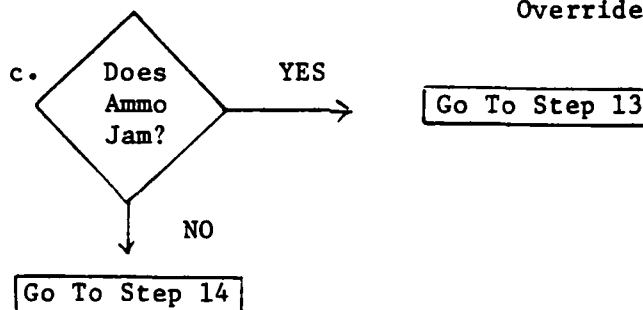 Override
c.
Does
Ammo
Jam?
YES
Go To Step 13
NO
Go To Step 14